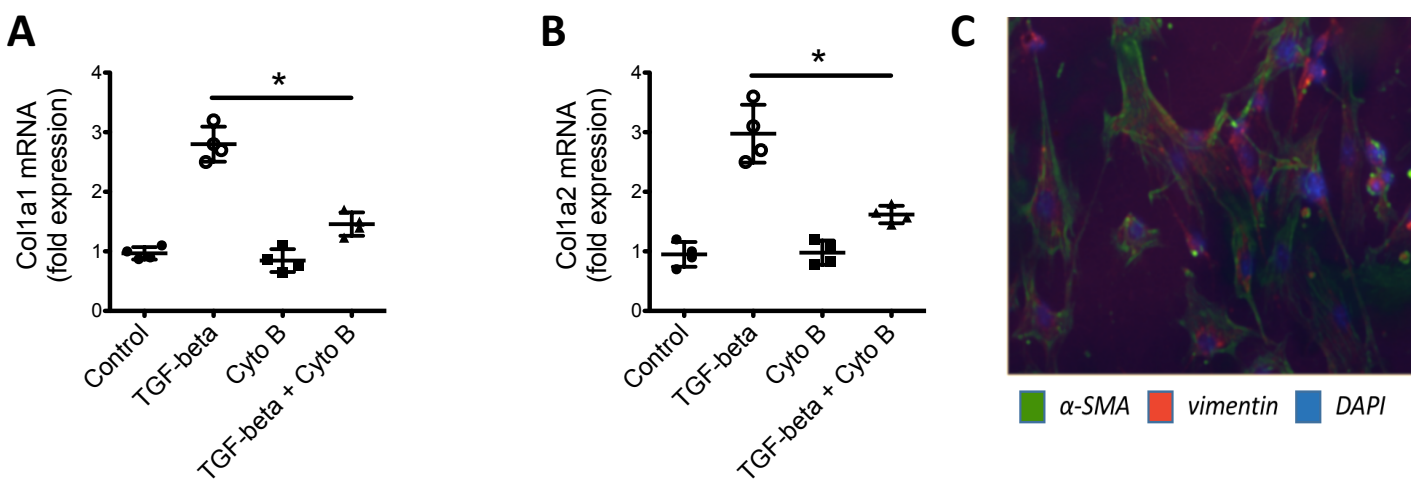 A
Col1a1 mRNA
(fold expression)
4
3
2
1
0
*
Control
TGF-beta
Cyto B
TGF-beta + Cyto B
B
Col1a2 mRNA
(fold expression)
4
3
2
1
0
*
Control
TGF-beta
Cyto B
TGF-beta + Cyto B
C
α-SMA vimentin DAPI